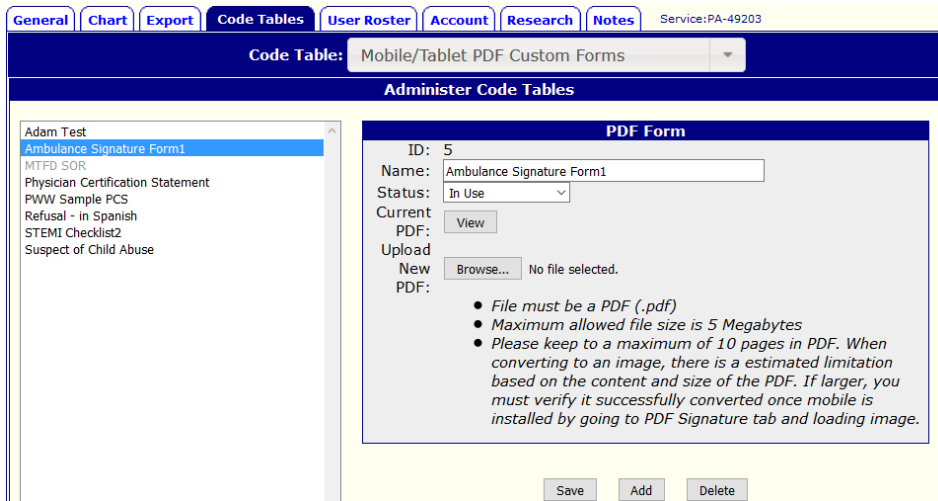 General Chart Export Code Tables User Roster Account Research Notes Service:PA-49203
Code Table: Mobile/Tablet PDF Custom Forms
Administer Code Tables
Adam Test
Ambulance Signature Form1
MTFD SOR
Physician Certification Statement
PWW Sample PCS
Refusal - in Spanish
STEMI Checklist2
Suspect of Child Abuse
PDF Form
ID: 5
Name: Ambulance Signature Form1
Status: In Use
Current
PDF: View
Upload
New
PDF: Browse... No file selected.
• File must be a PDF (.pdf)
• Maximum allowed file size is 5 Megabytes
• Please keep to a maximum of 10 pages in PDF. When
converting to an image, there is a estimated limitation
based on the content and size of the PDF. If larger, you
must verify it successfully converted once mobile is
installed by going to PDF Signature tab and loading image.
Save Add Delete